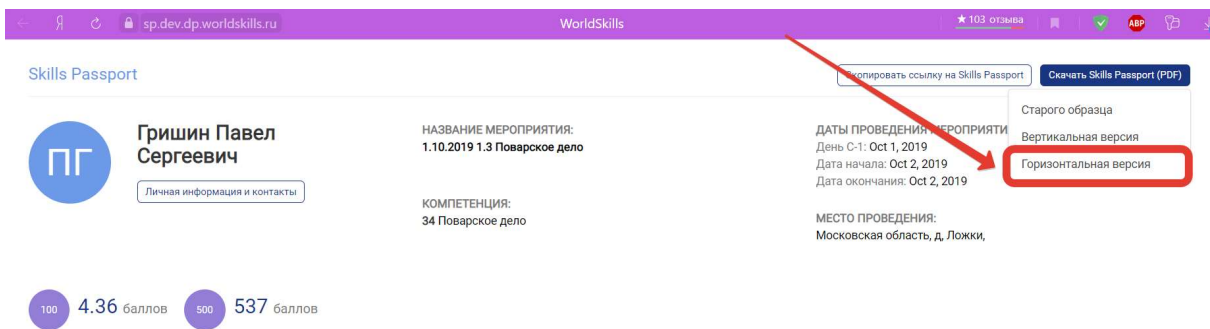 Я sp.dev.dp.worldskills.ru WorldSkills ★ 103 отзыва ABP
Skills Passport
Скопировать ссылку на Skills Passport
Скачать Skills Passport (PDF)
Старого образца
Вертикальная версия
Горизонтальная версия
ПГ
Гришин Павел
Сергеевич
Личная информация и контакты
НАЗВАНИЕ МЕРОПРИЯТИЯ:
1.10.2019 1.3 Поварское дело
КОМПЕТЕНЦИЯ:
34 Поварское дело
ДАТЫ ПРОВЕДЕНИЯ МЕРОПРИЯТИ
День C-1: Oct 1, 2019
Дата начала: Oct 2, 2019
Дата окончания: Oct 2, 2019
МЕСТО ПРОВЕДЕНИЯ:
Московская область, д, Ложки,
100 4.36 баллов 500 537 баллов